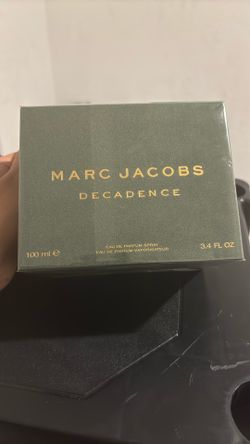 MARC JACOBS
DECADENCE
EAU DE PARFUM SPRAY
EAU DE PARFUM VAPORISATEUR
100 ml e 3.4 FL OZ